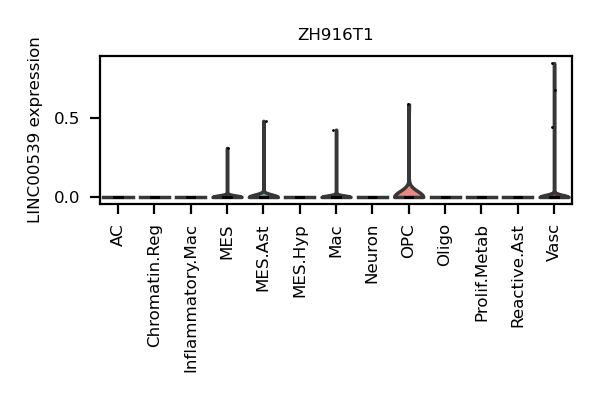 ZH916T1
LINC00539 expression
0.5
0.0
AC
Chromatin.Reg
Inflammatory.Mac
MES
MES.Ast
MES.Hyp
Mac
Neuron
OPC
Oligo
Prolif.Metab
Reactive.Ast
Vasc